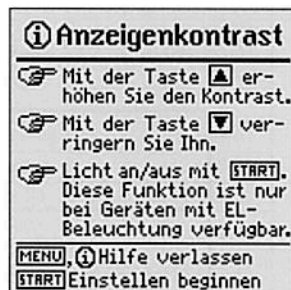 ⓘ Anzeigenkontrast
☞ Mit der Taste ▲ er-
höhen Sie den Kontrast.
☞ Mit der Taste ▼ ver-
ringern Sie Ihn.
☞ Licht an/aus mit START.
Diese Funktion ist nur
bei Geräten mit EL-
Beleuchtung verfügbar.
MENU, ⓘ Hilfe verlassen
START Einstellen beginnen